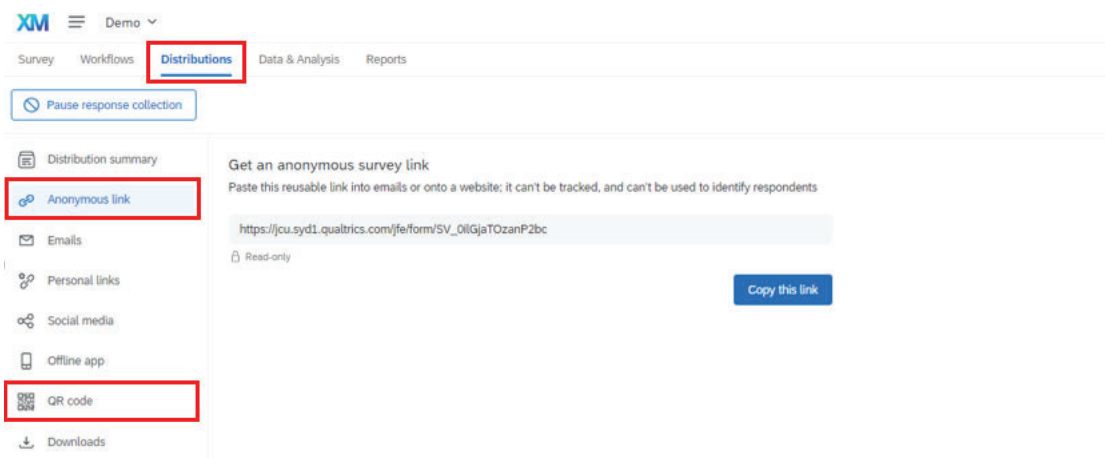 XM Demo
Survey Workflows Distributions Data & Analysis Reports
Pause response collection
Distribution summary
Anonymous link
Emails
Personal links
Social media
Offline app
QR code
Downloads
Get an anonymous survey link
Paste this reusable link into emails or onto a website; it can't be tracked, and can't be used to identify respondents
https://jcu.syd1.qualtrics.com/jfe/form/SV_0ilGjaTOzanP2bc
Read-only
Copy this link